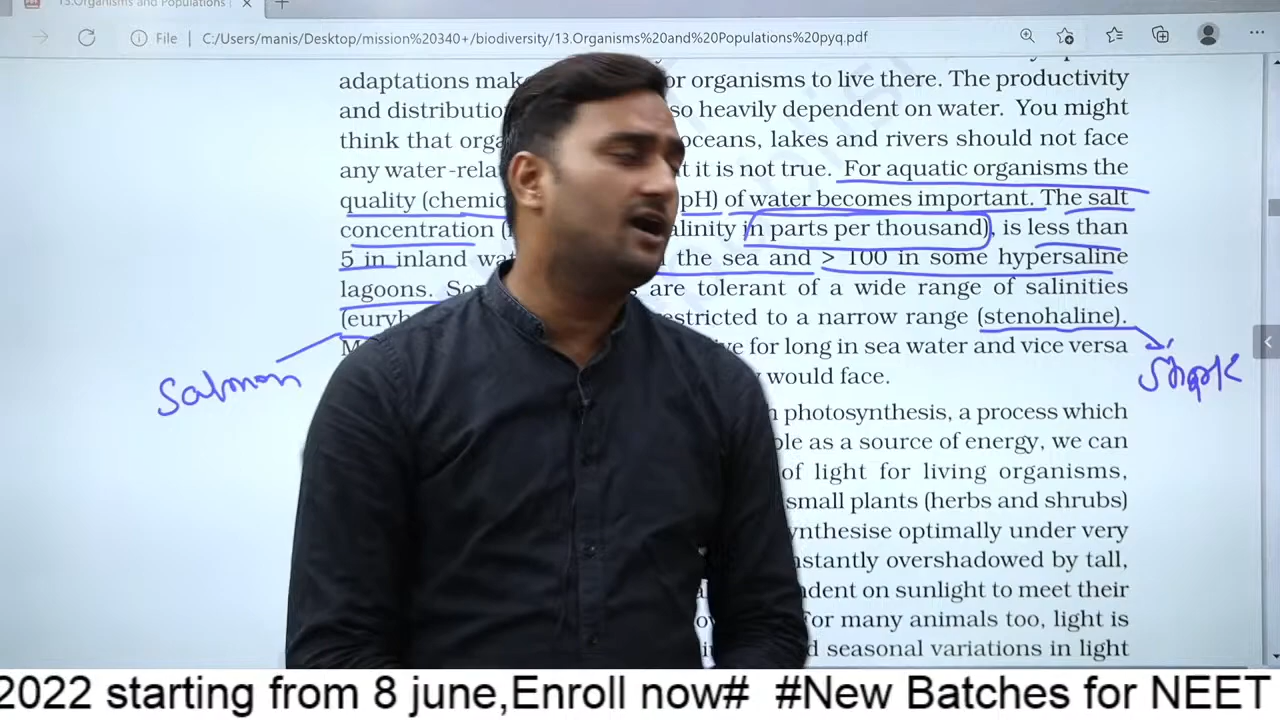 13.Organisms and Populations
File C:/Users/manis/Desktop/mission%20340+/biodiversity/13.Organisms%20and%20Populations%20pyq.pdf
adaptations make or organisms to live there. The productivity
and distributio so heavily dependent on water. You might
think that orga oceans, lakes and rivers should not face
any water-rela t it is not true. For aquatic organisms the
quality (chemic pH) of water becomes important. The salt
concentration ( alinity in parts per thousand), is less than
5 in inland wat the sea and > 100 in some hypersaline
lagoons. So are tolerant of a wide range of salinities
(euryh estricted to a narrow range (stenohaline).
M ve for long in sea water and vice versa
would face.
Salmon
Shark
photosynthesis, a process which
ble as a source of energy, we can
of light for living organisms,
small plants (herbs and shrubs)
ynthesise optimally under very
nstantly overshadowed by tall,
ndent on sunlight to meet their
For many animals too, light is
d seasonal variations in light
2022 starting from 8 june,Enroll now# #New Batches for NEET